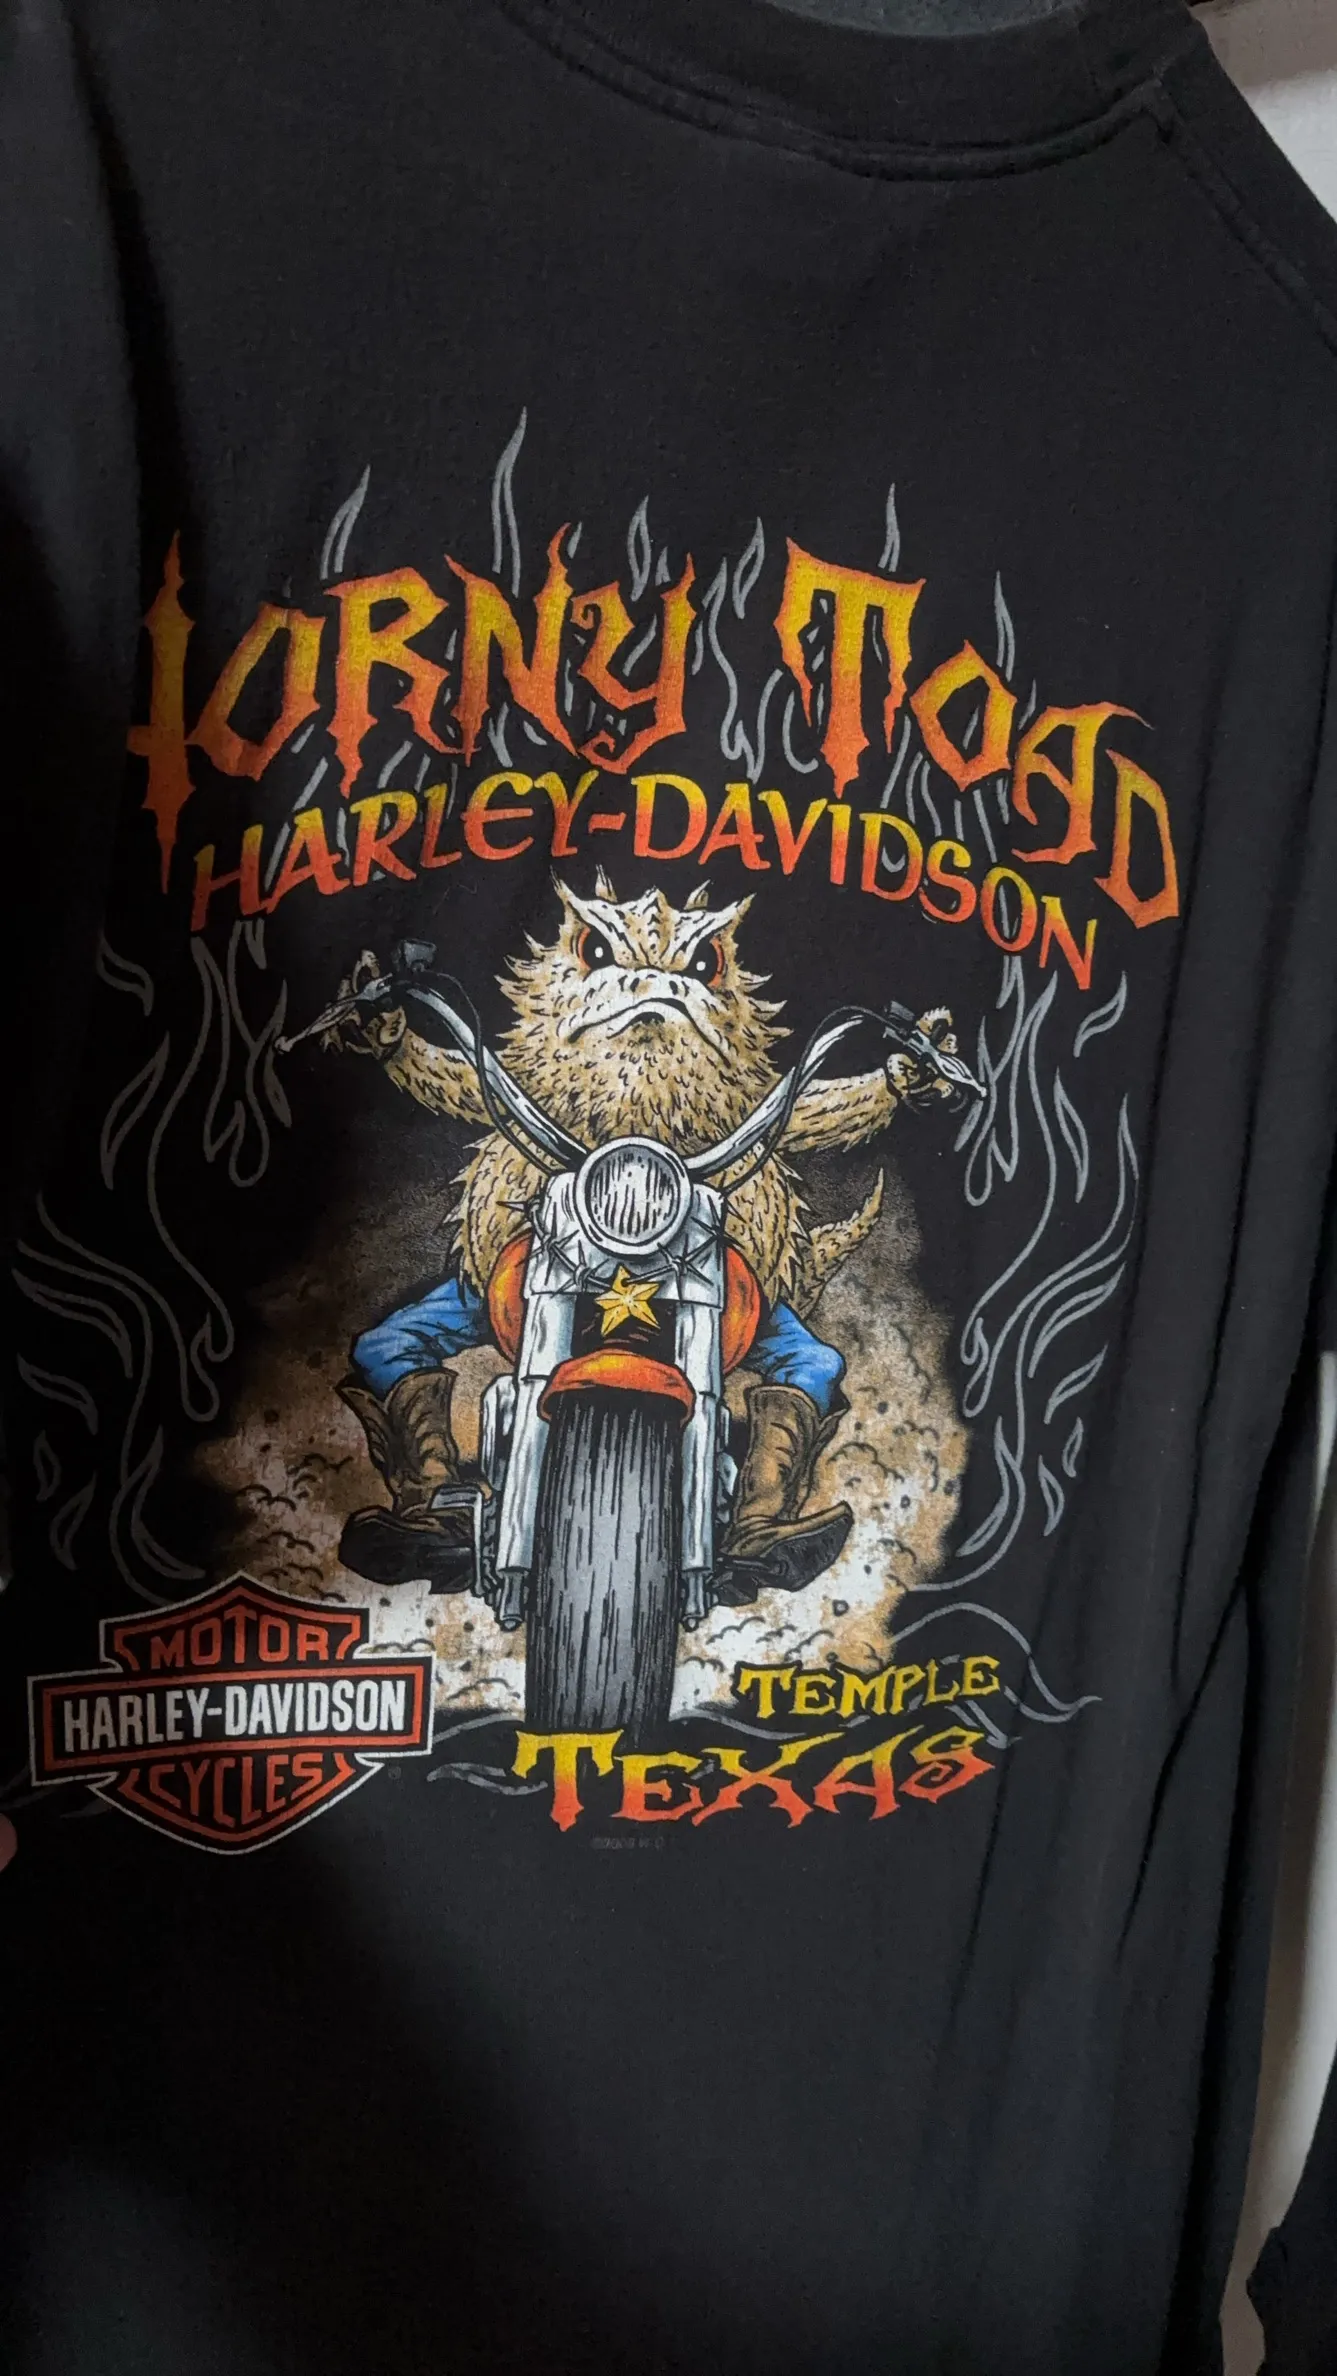 HORNY TOAD
HARLEY-DAVIDSON
MOTOR
HARLEY-DAVIDSON
CYCLES
TEMPLE
TEXAS